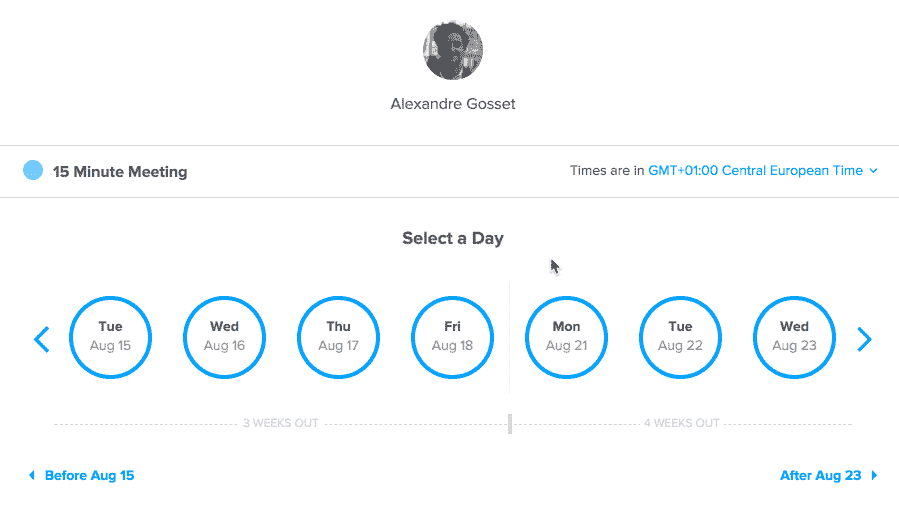 Alexandre Gosset
15 Minute Meeting
Times are in GMT+01:00 Central European Time
Select a Day
Tue Wed Thu Fri Mon Tue Wed
Aug 15 Aug 16 Aug 17 Aug 18 Aug 21 Aug 22 Aug 23
3 WEEKS OUT 4 WEEKS OUT
Before Aug 15 After Aug 23